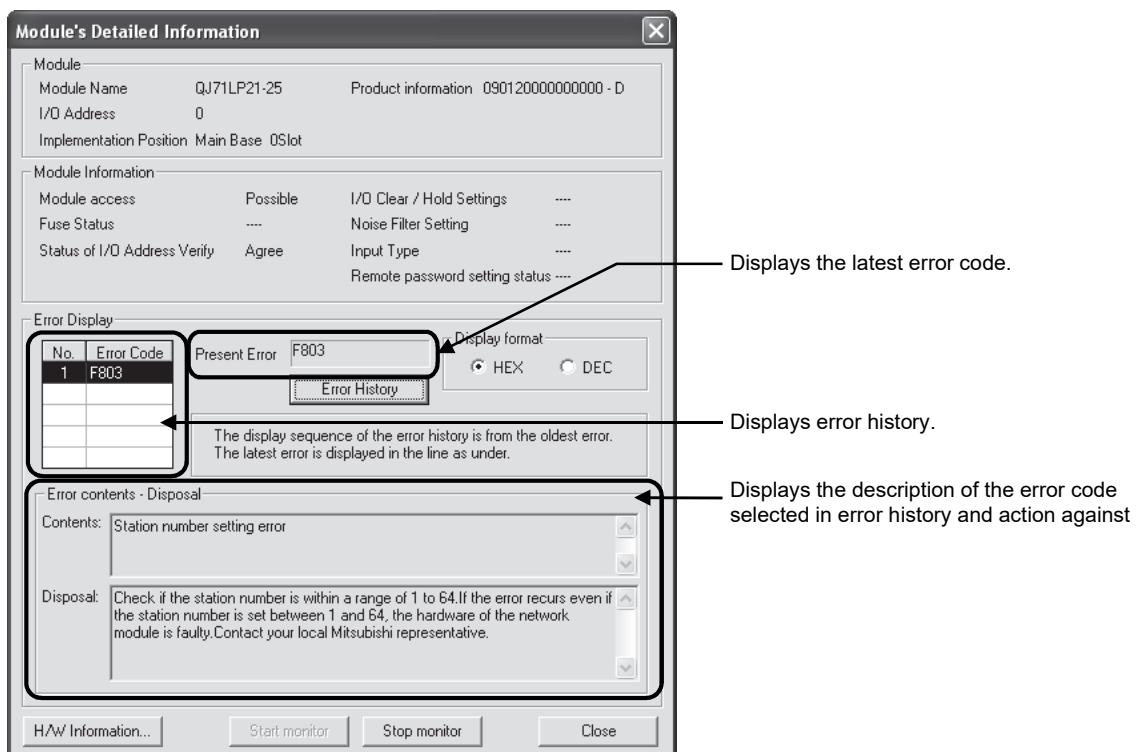 Module's Detailed Information
Module
Module Name QJ71LP21-25 Product information 090120000000000 - D
I/O Address 0
Implementation Position Main Base 0Slot
Module Information
Module access Possible I/O Clear / Hold Settings ----
Fuse Status ---- Noise Filter Setting ----
Status of I/O Address Verify Agree Input Type ----
Remote password setting status ----
Displays the latest error code.
Error Display
No. Error Code
1 F803
Present Error F803
Display format
HEX DEC
Error History
Displays error history.
The display sequence of the error history is from the oldest error.
The latest error is displayed in the line as under.
Displays the description of the error code
selected in error history and action against
Error contents - Disposal
Contents: Station number setting error
Disposal: Check if the station number is within a range of 1 to 64.If the error recurs even if
the station number is set between 1 and 64, the hardware of the network
module is faulty.Contact your local Mitsubishi representative.
H/W Information... Start monitor Stop monitor Close